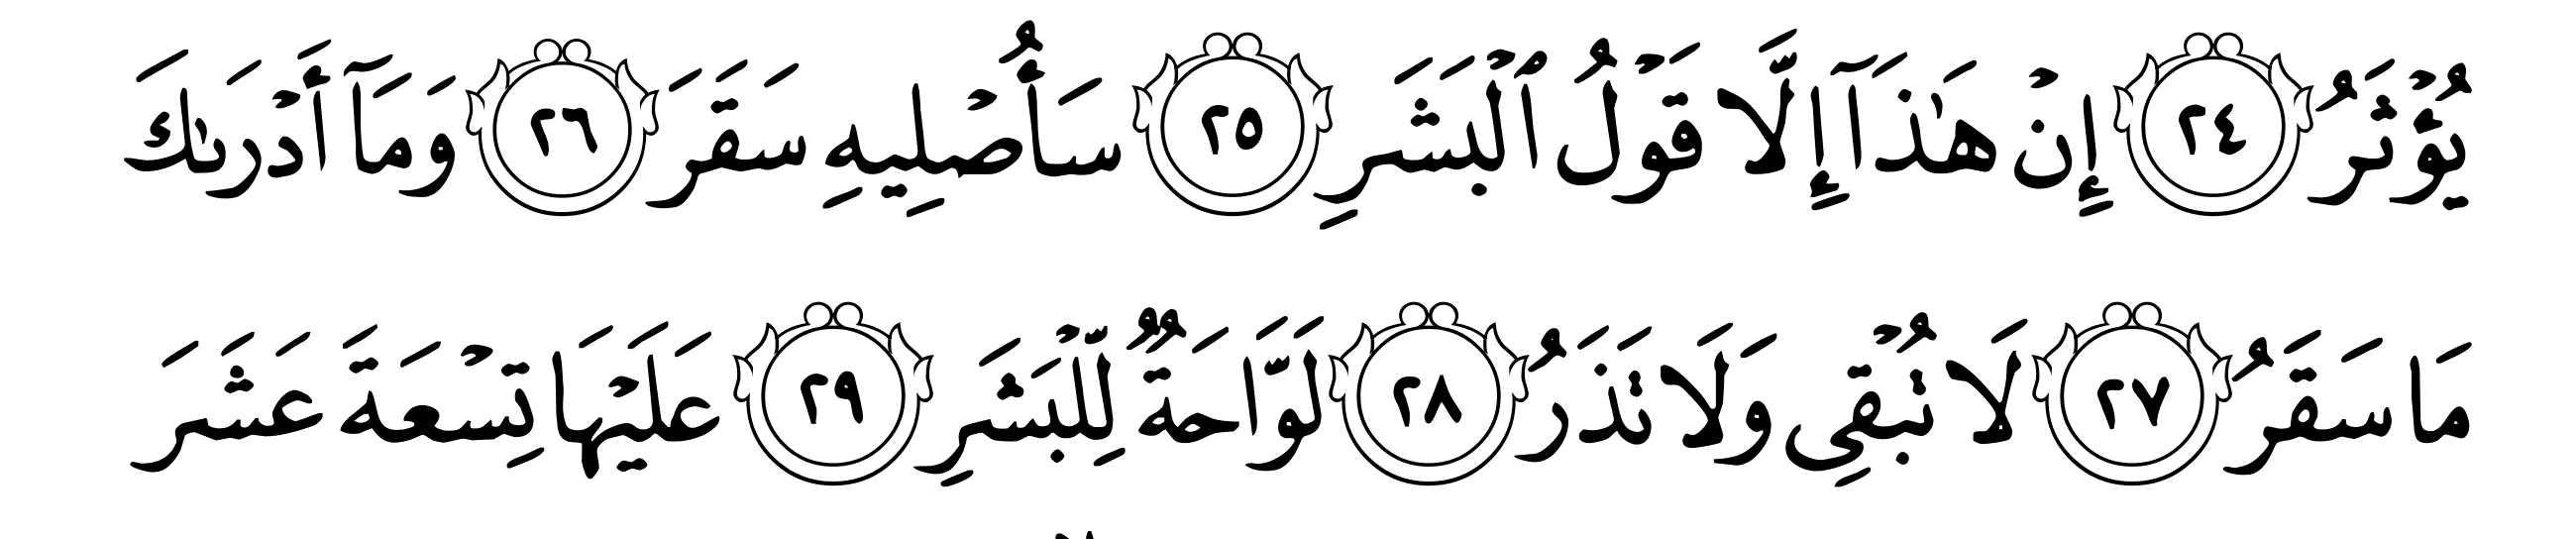 يُؤْثَرُ ٢٤ إِنْ هَٰذَآ إِلَّا قَوْلُ ٱلْبَشَرِ ٢٥ سَأُصْلِيهِ سَقَرَ ٢٦ وَمَآ أَدْرَىٰكَ
مَا سَقَرُ ٢٧ لَا تُبْقِى وَلَا تَذَرُ ٢٨ لَوَّاحَةٌ لِّلْبَشَرِ ٢٩ عَلَيْهَا تِسْعَةَ عَشَرَ